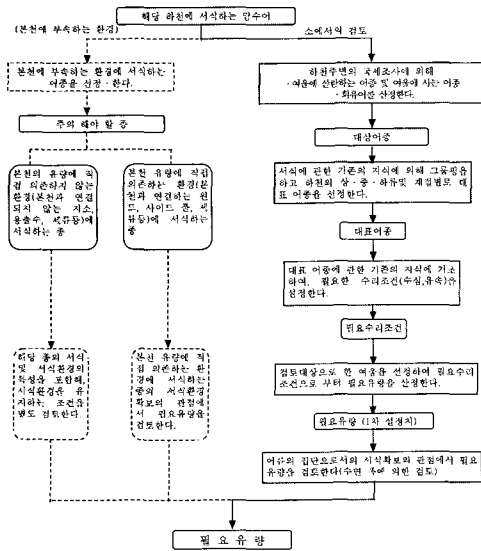 해당 하천에 서식하는 담수어
(본천에 부속하는 환경)
소에서의 검토
본천에 부속하는 환경에 서식하는
어종을 산정·한다.
주의 해야 할 종
본천의 유량에 직
접 의존하지 않는
환경(본천과 연결
되지 않는 지소,
용출수, 세류등)에
서식하는 종
본천 유량에 직접
의존하는 환경(본
천과 연결하는 완
드, 사이드 풀, 세
류등)에 서식하는
종
해당 종의 서식
및 서식환경의
특성을 포함해,
서식환경을 유
지하는 조건을
별도 검토한다.
본천 유량에 직
접 의존하는 환
경에 서식하는
종의 서식환경
확보의 관점에
서 필요유량을
검토한다.
하천주변의 국세조사에 의해
·여울에 산란하는 어종 및 여울에 사는 어종
·회유어를 산정한다.
대상어종
서식에 관한 기존의 지식에 의해 그룹핑
을 하고 하천의 상·중·하류및 계절별로 대
표 어종을 선정한다.
대표어종
대표 어종에 관한 기존의 지식에 기초
하여, 필요한 수리조건(수심,유속)을
설정한다.
필요수리조건
검토대상으로 한 여울을 선정하여 필요수리
조건으로 부터 필요유량을 산정한다.
필요유량 (1차 설정치)
어류의 집단으로서의 서식확보의 관점에서 필요
유량을 검토한다(수면 폭에 의한 검토)
필 요 유 량